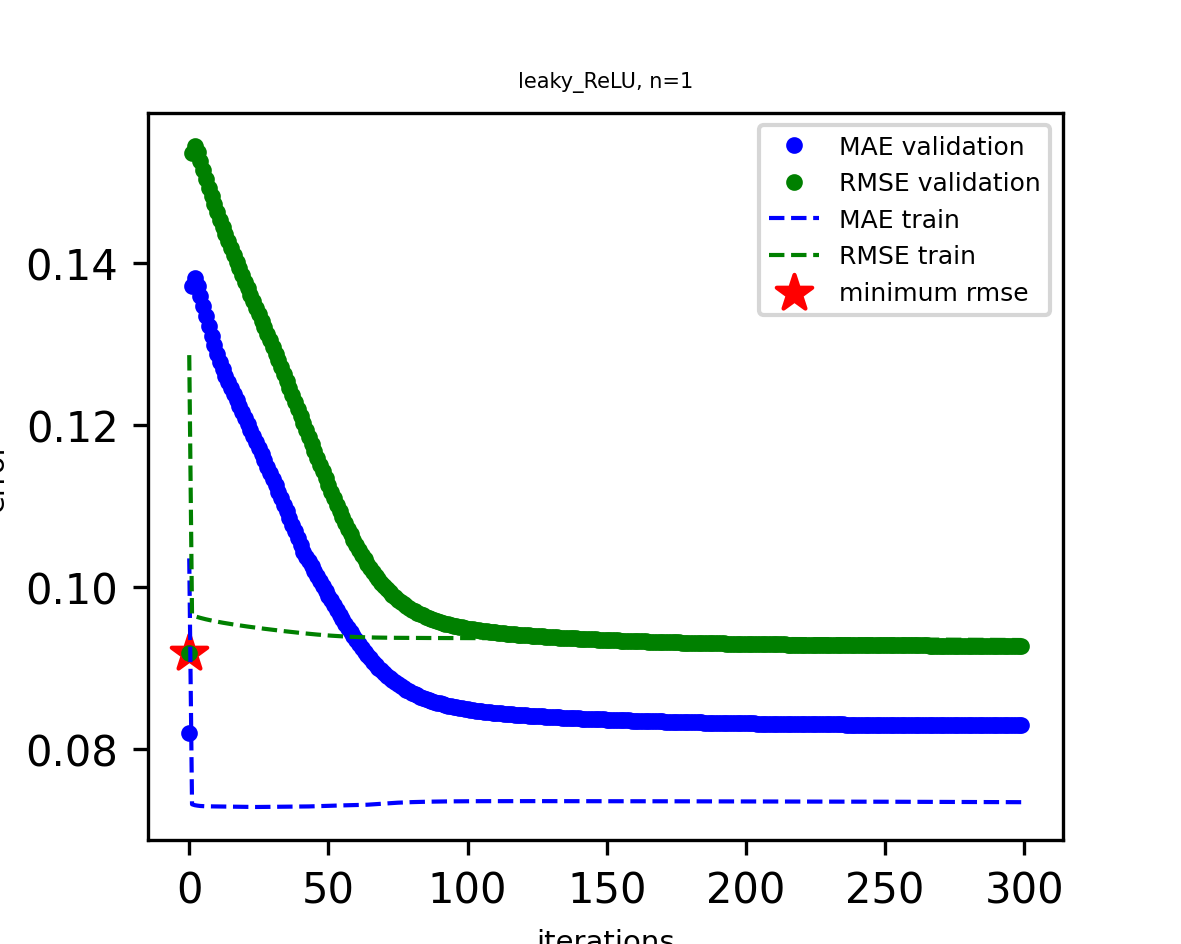 leaky_ReLU, n=1
MAE validation
RMSE validation
MAE train
RMSE train
minimum rmse
0.14
0.12
0.10
0.08
0 50 100 150 200 250 300
iterations